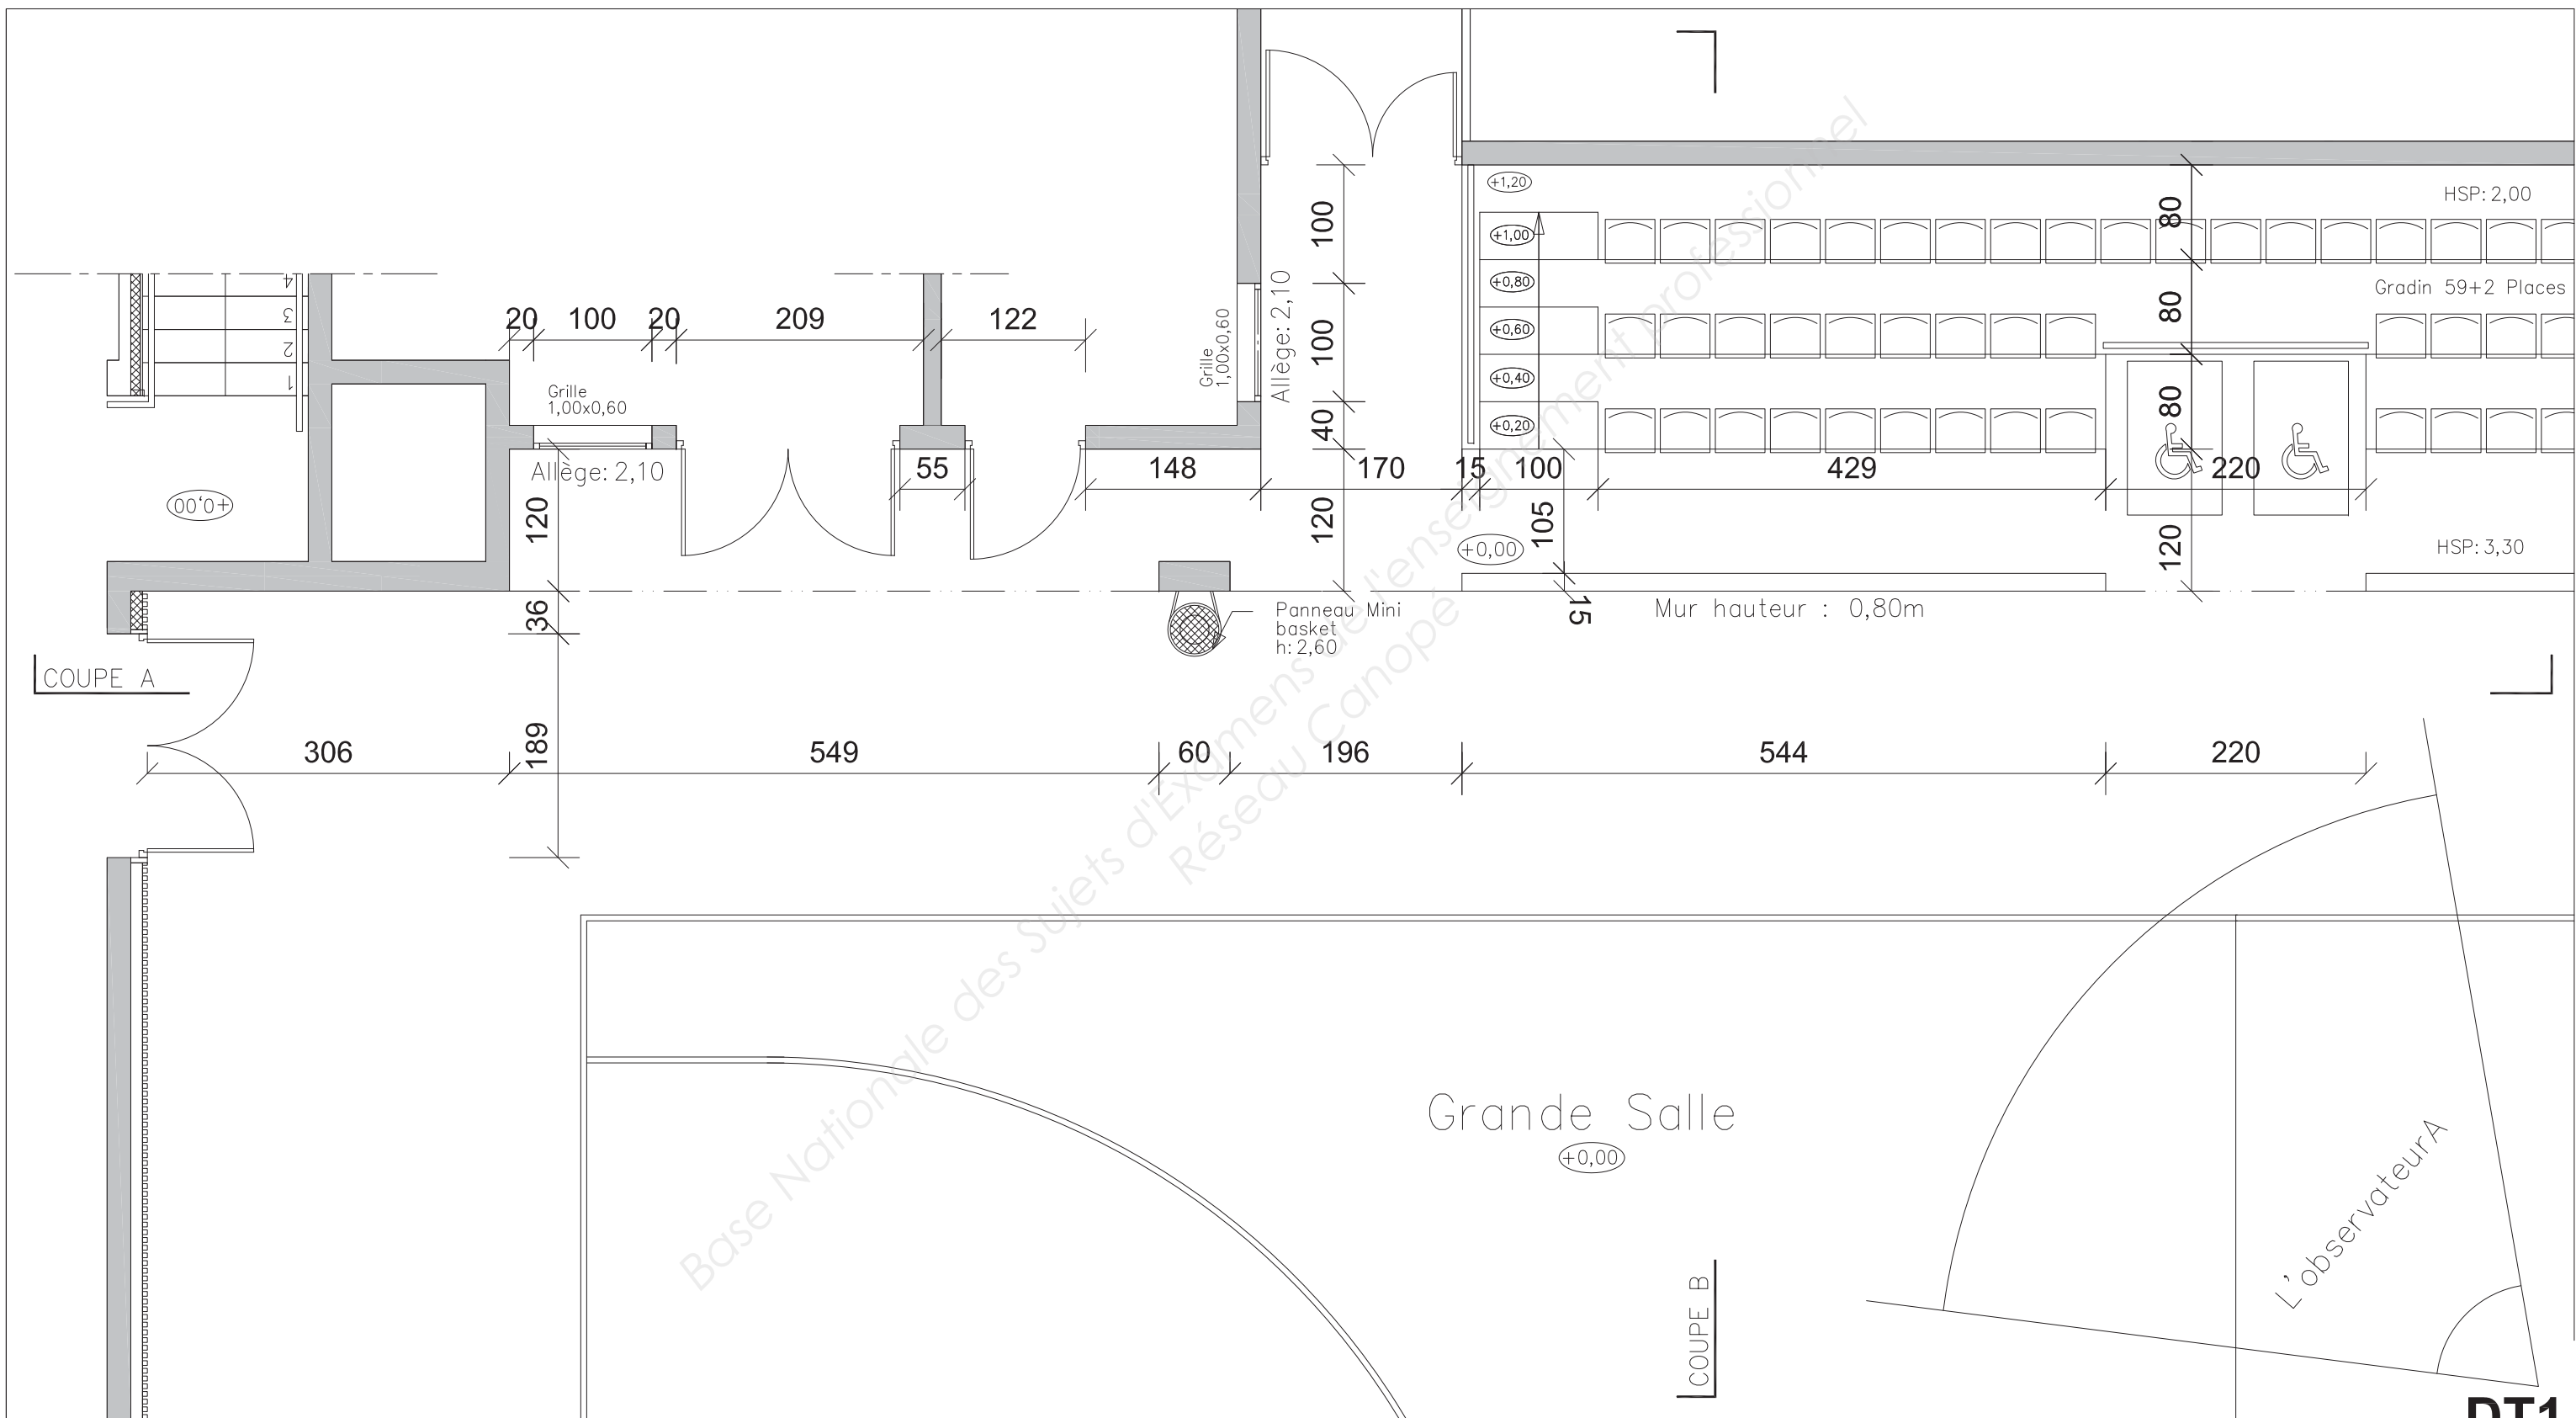 +1,20
HSP: 2,00
100
80
+1,00
4
+0,80
Gradin 59+2 Places
3
20
100
20
209
122
Grille
1,00x0,60
Allège: 2,10
100
+0,60
80
2
1
Grille
1,00x0,60
+0,40
40
+0,20
80
Allège: 2,10
55
148
170
15
100
429
220
+0,00
120
120
105
+0,00
120
HSP: 3,30
36
Panneau Mini
basket
h: 2,60
15
Mur hauteur : 0,80m
COUPE A
306
189
549
60
196
544
220
Grande Salle
+0,00
L'observateurA
COUPE B
Base Nationale des Sujets d'Examens de l'enseignement professionnel
Réseau Canopé
DT1